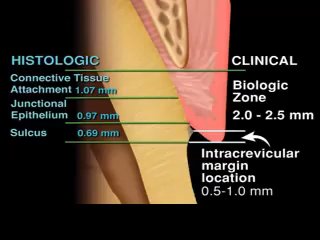 HISTOLOGIC
Connective Tissue
Attachment 1.07 mm
Junctional
Epithelium 0.97 mm
Sulcus 0.69 mm
CLINICAL
Biologic
Zone
2.0 - 2.5 mm
Intracrevicular
margin
location
0.5-1.0 mm